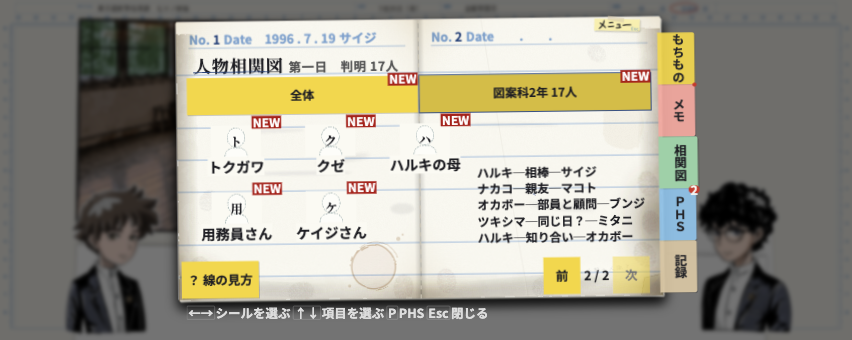 No. 1 Date 1996.7.19 サイジ
人物相関図 第一日 判明 17人
全体 NEW
ト NEW
トクガワ
ク NEW
クゼ
ハ NEW
ハルキの母
用 NEW
用務員さん
ケ NEW
ケイジさん
? 線の見方
メニュー
No. 2 Date . .
図案科2年 17人 NEW
ハルキ─相棒─サイジ
ナカコ─親友─マコト
オカボー─部員と顧問─ブンジ
ツキシマ─同じ日?─ミタニ
ハルキ─知り合い─オカボー
前 2/2 次
もちもの
メモ
相関図
PHS 2
記録
←→シールを選ぶ ↑↓項目を選ぶ P PHS Esc 閉じる